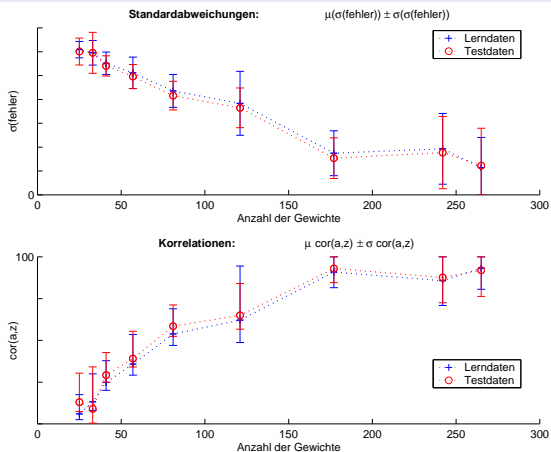 Standardabweichungen: μ(σ(fehler)) ± σ(σ(fehler))
Lerndaten
Testdaten
σ(fehler)
0
0 50 100 150 200 250 300
Anzahl der Gewichte
Korrelationen: μ cor(a,z) ± σ cor(a,z)
100
cor(a,z)
Lerndaten
Testdaten
0 50 100 150 200 250 300
Anzahl der Gewichte